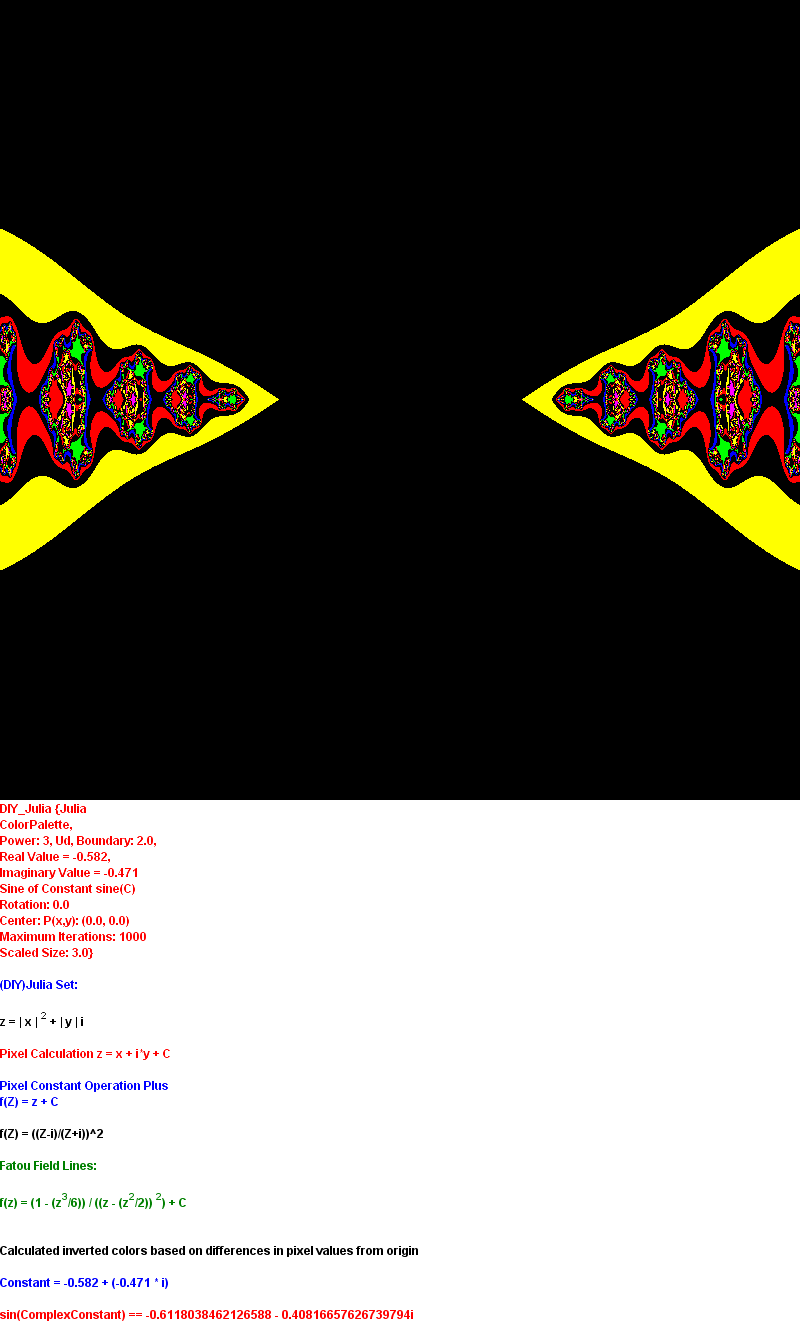 DIY_Julia {Julia
ColorPalette,
Power: 3, Ud, Boundary: 2.0,
Real Value = -0.582,
Imaginary Value = -0.471
Sine of Constant sine(C)
Rotation: 0.0
Center: P(x,y): (0.0, 0.0)
Maximum Iterations: 1000
Scaled Size: 3.0}
(DIY)Julia Set:
z = | x | ² + | y | i
Pixel Calculation z = x + i*y + C
Pixel Constant Operation Plus
f(Z) = z + C
f(Z) = ((Z-i)/(Z+i))^2
Fatou Field Lines:
f(z) = (1 - (z³/6)) / ((z - (z²/2)) ²) + C
Calculated inverted colors based on differences in pixel values from origin
Constant = -0.582 + (-0.471 * i)
sin(ComplexConstant) == -0.6118038462126588 - 0.40816657626739794i